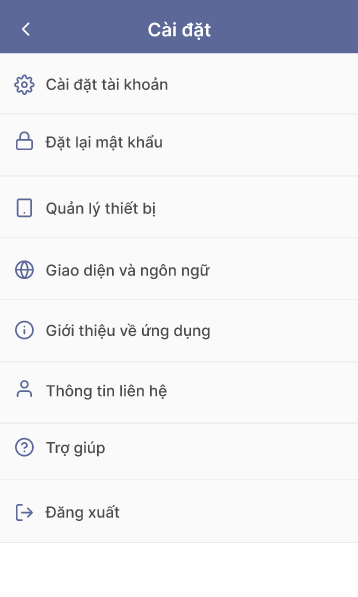 Cài đặt
Cài đặt tài khoản
Đặt lại mật khẩu
Quản lý thiết bị
Giao diện và ngôn ngữ
Giới thiệu về ứng dụng
Thông tin liên hệ
Trợ giúp
Đăng xuất